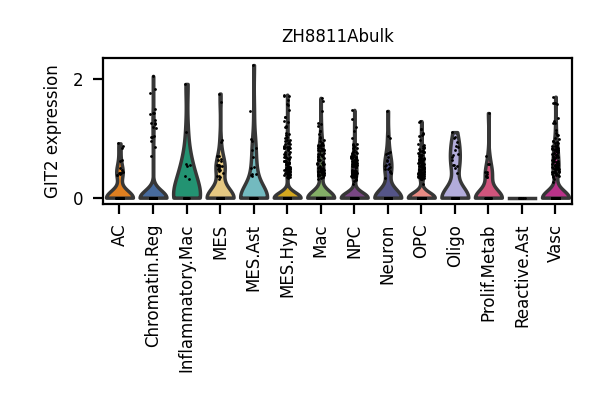 ZH8811Abulk
GIT2 expression
2
0
AC
Chromatin.Reg
Inflammatory.Mac
MES
MES.Ast
MES.Hyp
Mac
NPC
Neuron
OPC
Oligo
Prolif.Metab
Reactive.Ast
Vasc